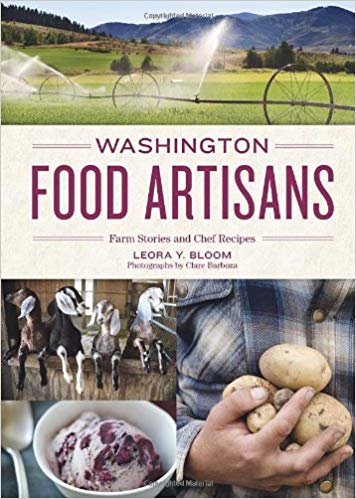 WASHINGTON
FOOD ARTISANS
Farm Stories and Chef Recipes
LEORA Y. BLOOM
Photographs by Clare Barboza